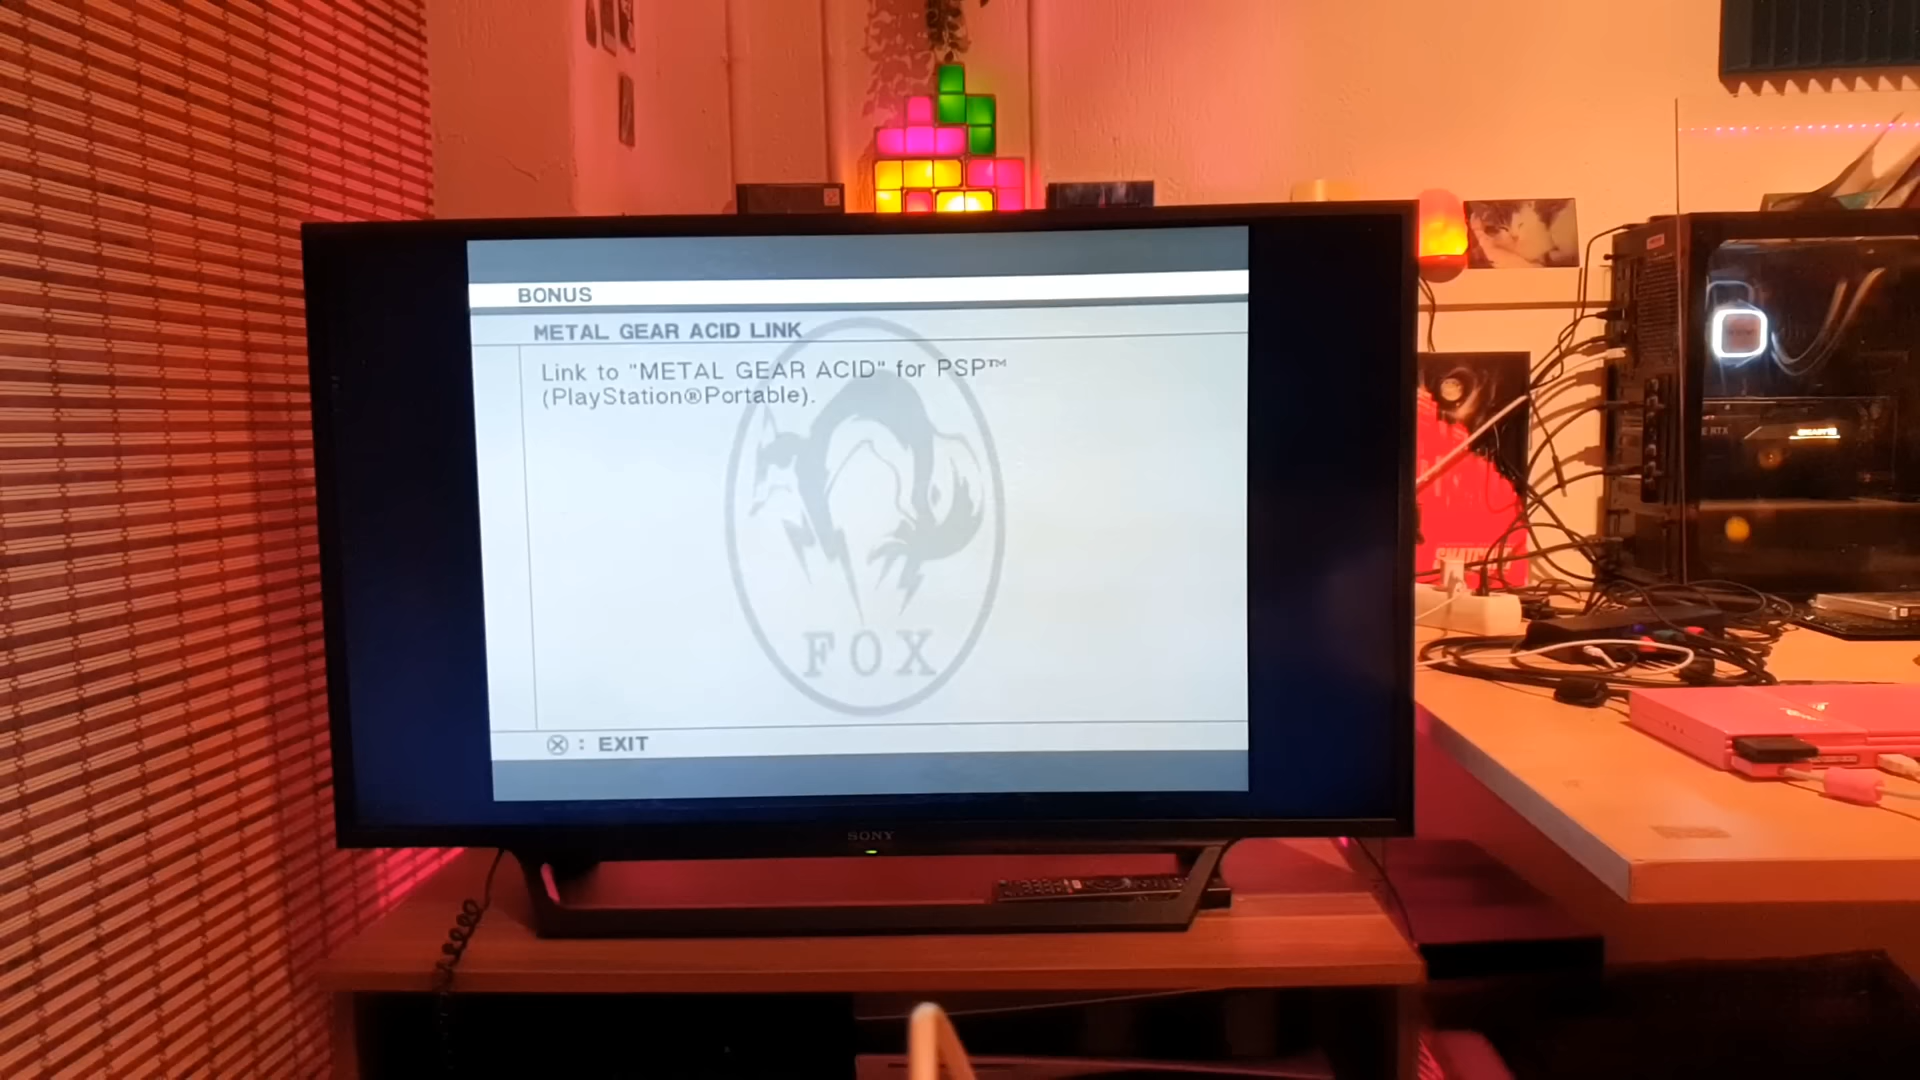 BONUS
METAL GEAR ACID LINK
Link to "METAL GEAR ACID" for PSP™
(PlayStation®Portable).
FOX
Ⓧ : EXIT
SONY